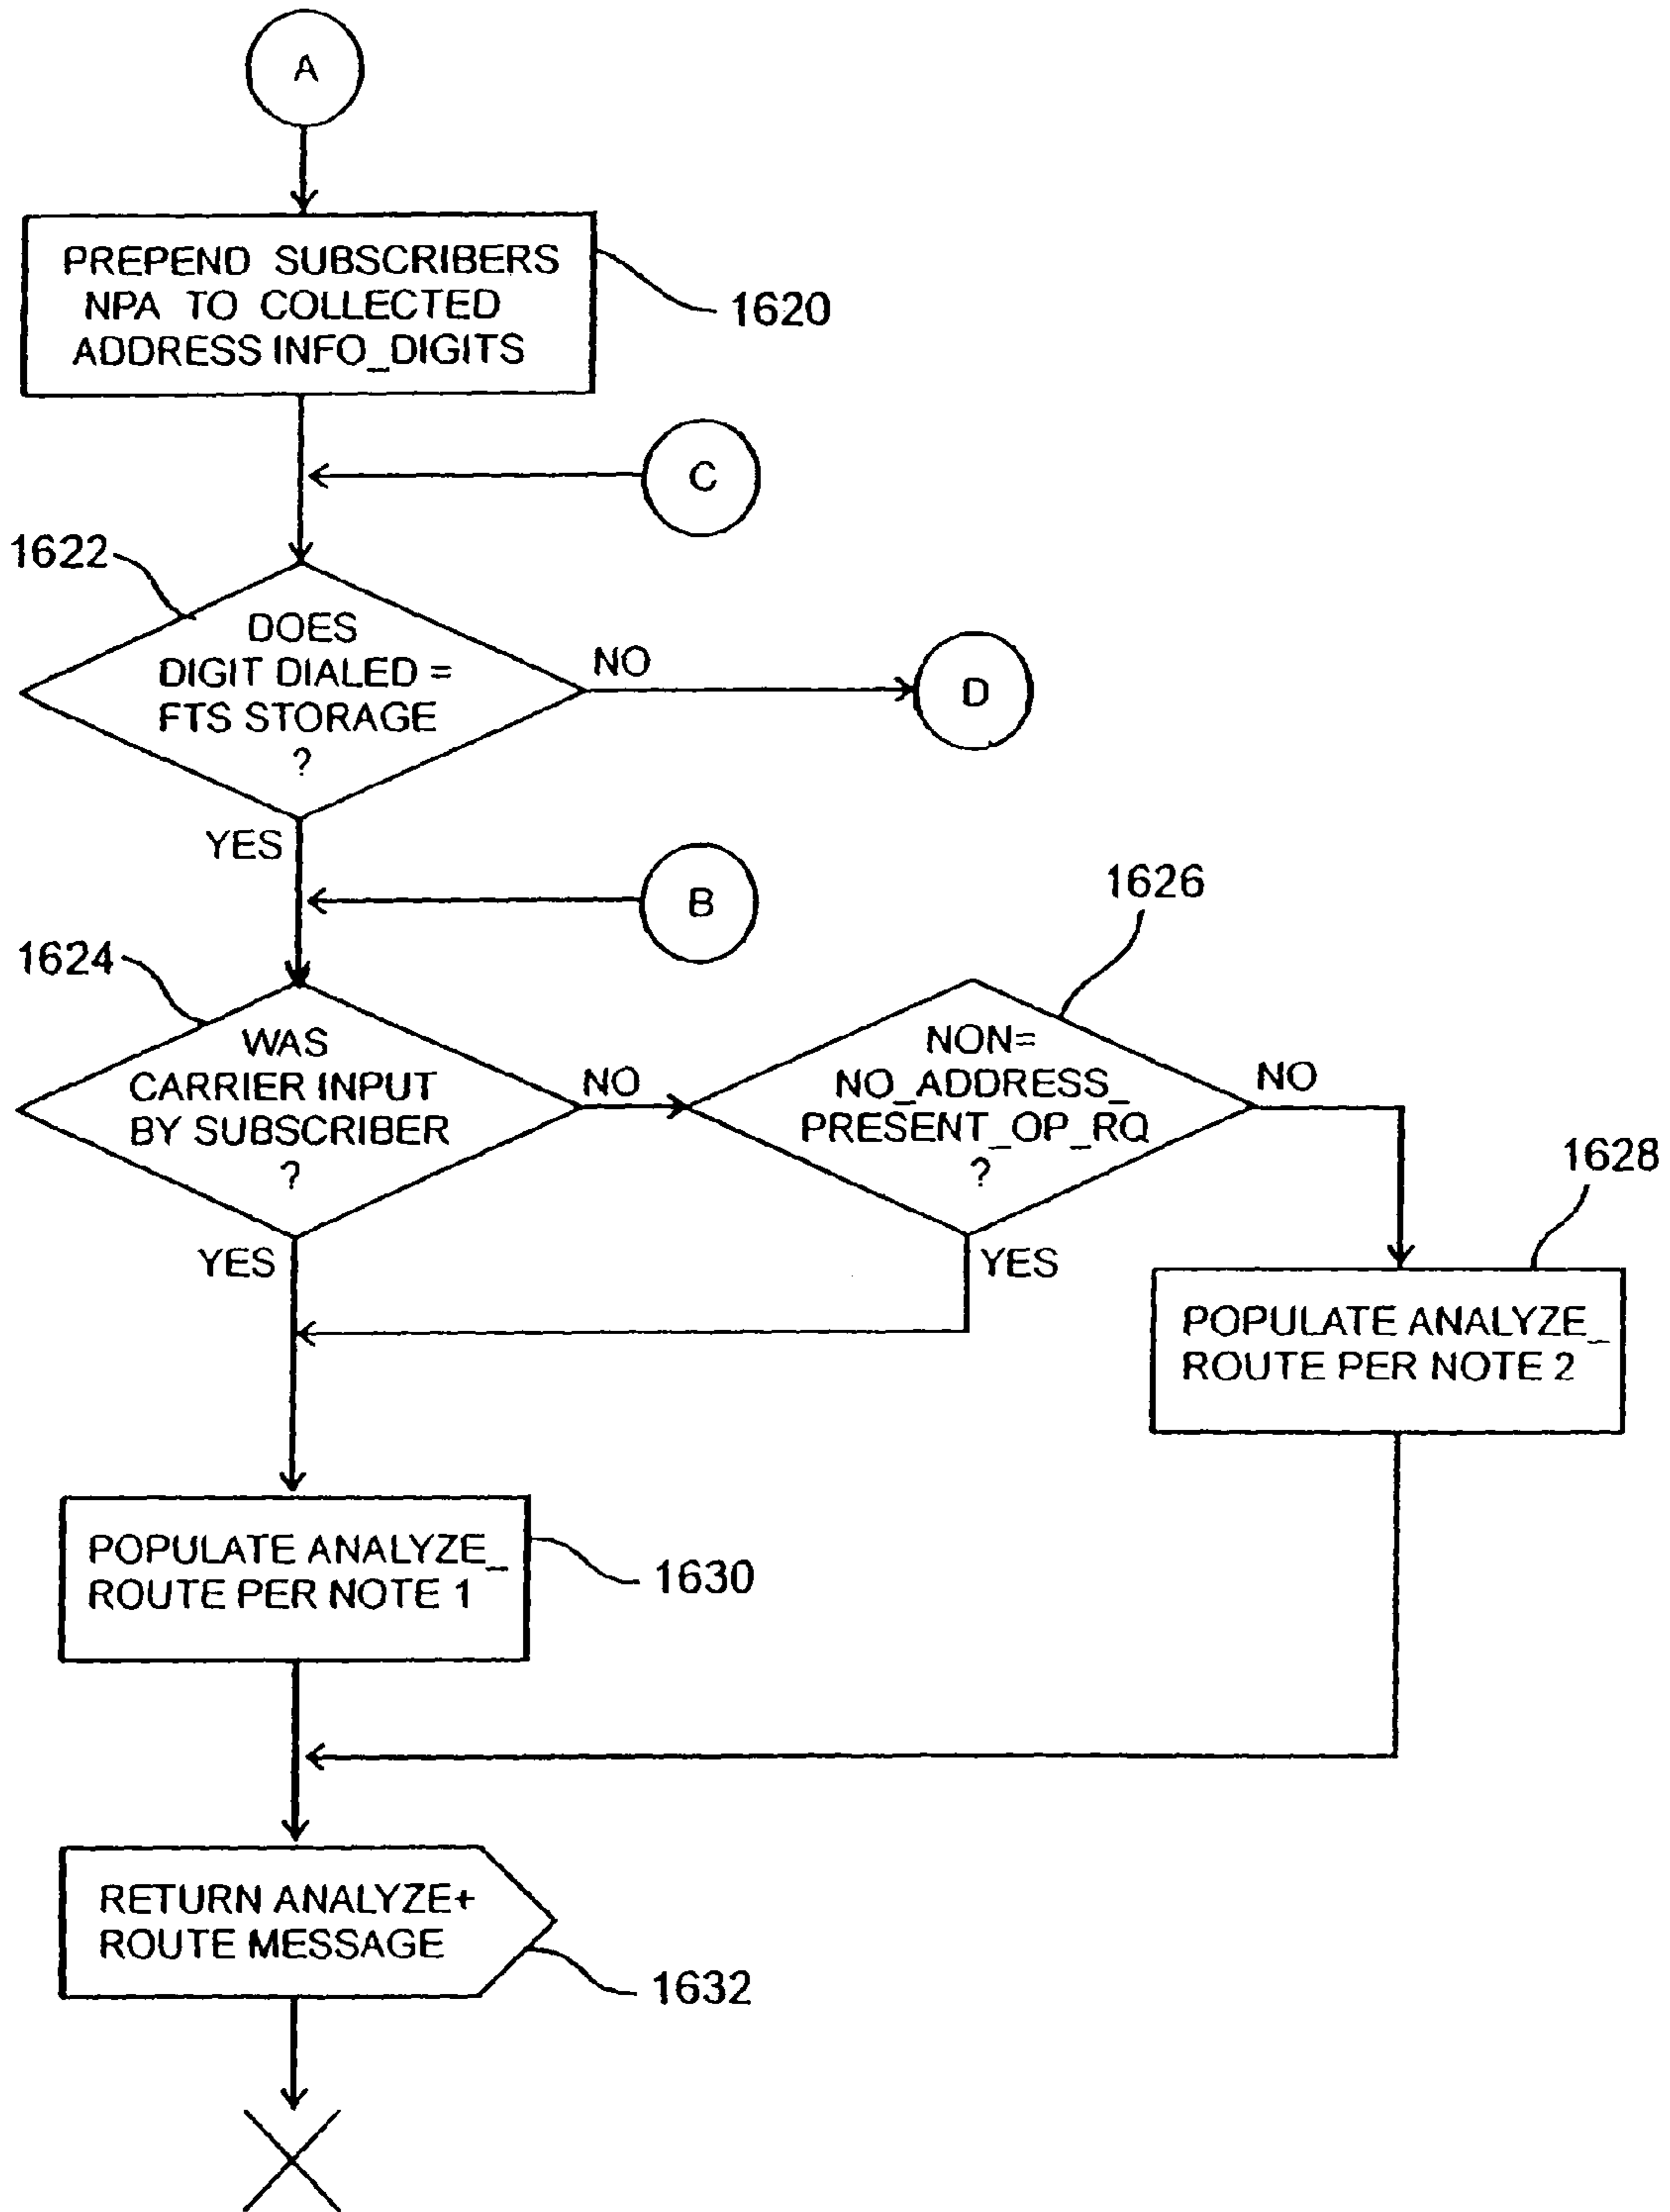 A
PREPEND SUBSCRIBERS
NPA TO COLLECTED
ADDRESS INFO_DIGITS
1620
C
1622
DOES
DIGIT DIALED =
FTS STORAGE
?
NO
D
YES
B
1626
1624
WAS
CARRIER INPUT
BY SUBSCRIBER
?
NO
NON=
NO_ADDRESS_
PRESENT_OP_RQ
?
NO
1628
YES
YES
POPULATE ANALYZE_
ROUTE PER NOTE 2
POPULATE ANALYZE_
ROUTE PER NOTE 1
1630
RETURN ANALYZE+
ROUTE MESSAGE
1632